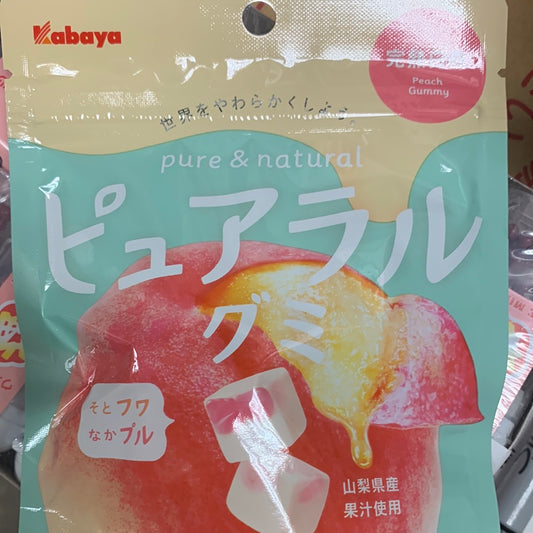 Kabaya
Peach
Gummy
世界をやわらかくしよう。
pure & natural
ピュアラル
グミ
そとフワ
なかプル
山梨県産
果汁使用